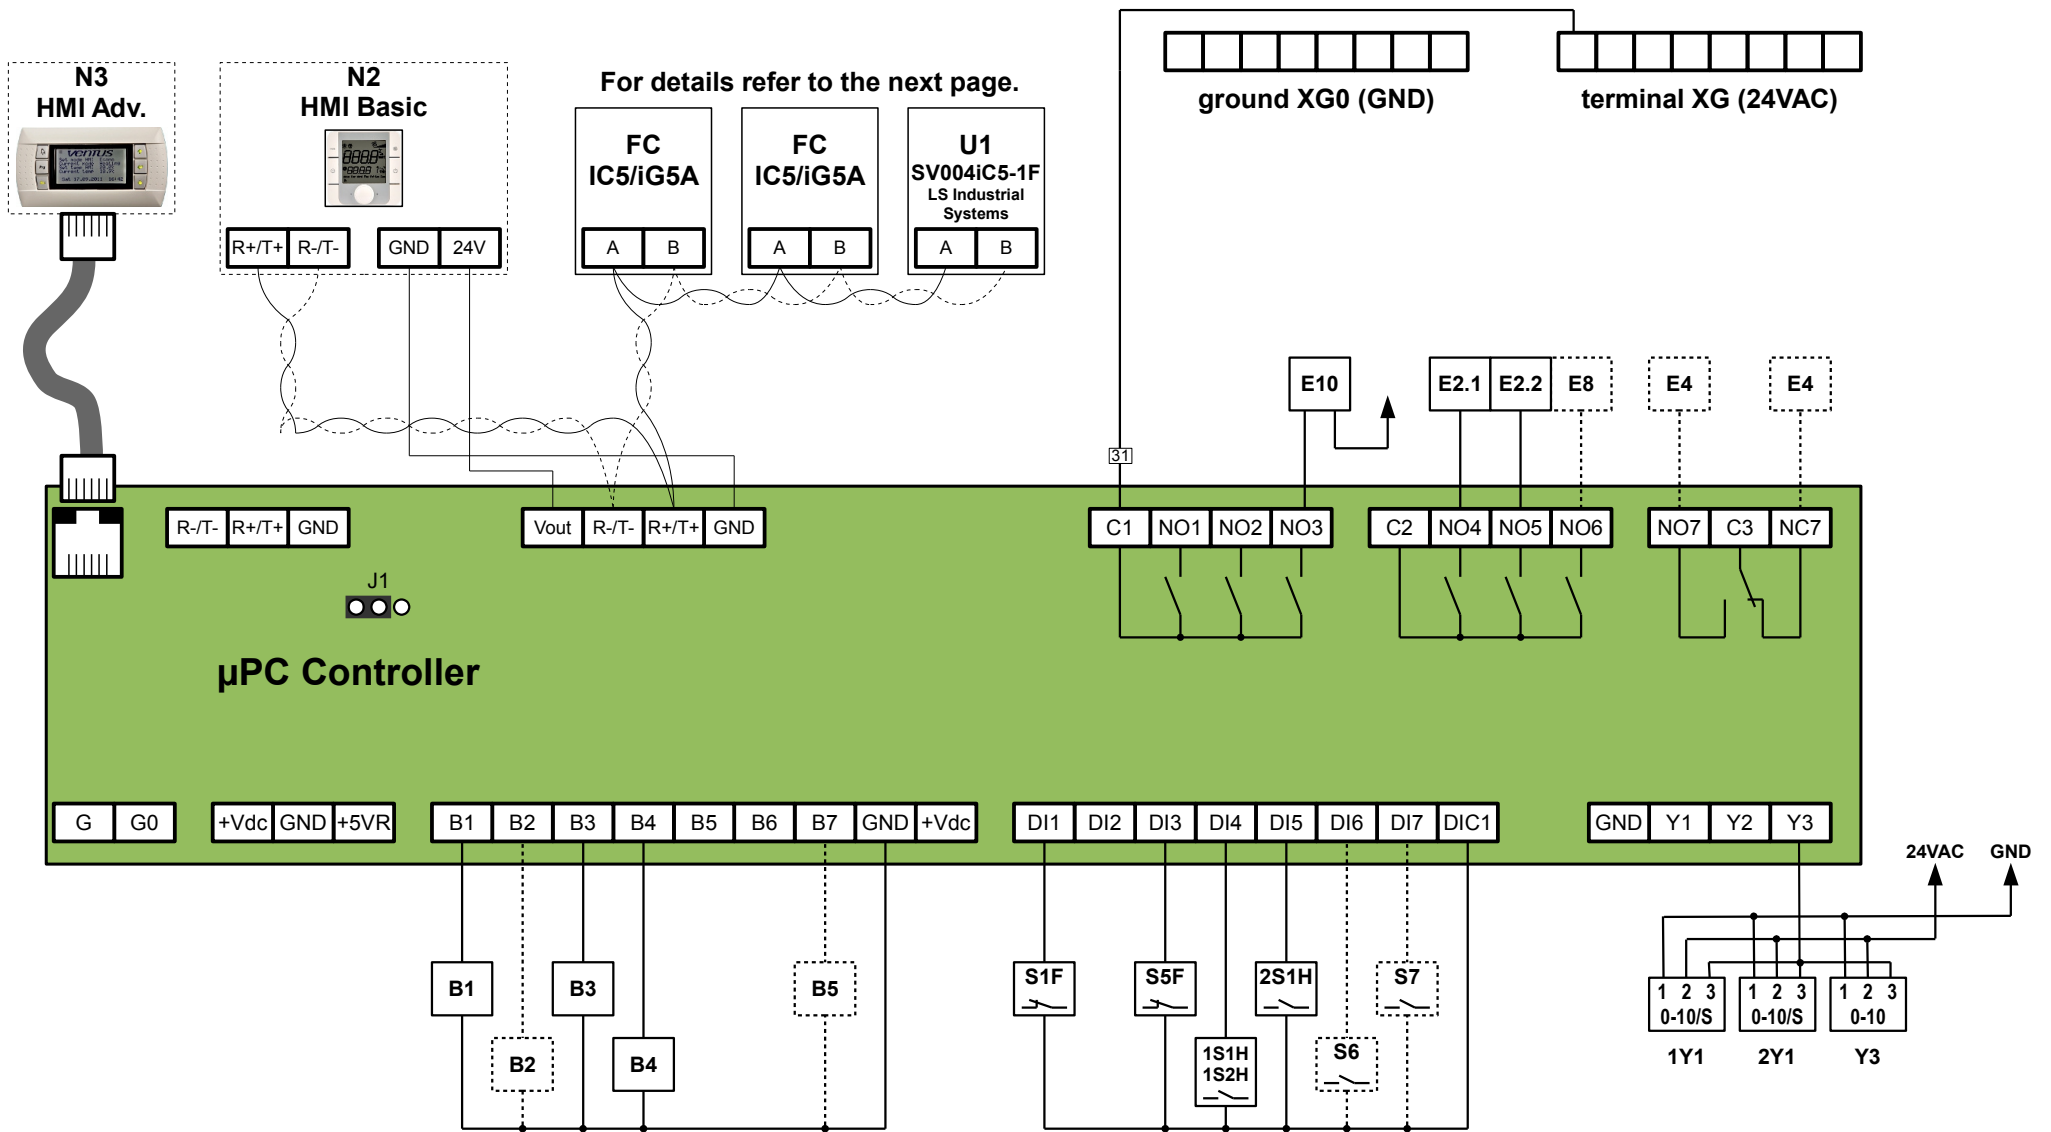 N3
HMI Adv.
VENTUS
N2
HMI Basic
For details refer to the next page.
ground XG0 (GND)
terminal XG (24VAC)
FC
IC5/iG5A
FC
IC5/iG5A
U1
SV004iC5-1F
LS Industrial
Systems
R+/T+ R-/T- GND 24V
A B
A B
A B
E10
E2.1 E2.2 E8
E4 E4
31
R-/T- R+/T+ GND
Vout R-/T- R+/T+ GND
C1 NO1 NO2 NO3
C2 NO4 NO5 NO6
NO7 C3 NC7
J1
µPC Controller
G G0
+Vdc GND +5VR
B1 B2 B3 B4 B5 B6 B7 GND +Vdc
DI1 DI2 DI3 DI4 DI5 DI6 DI7 DIC1
GND Y1 Y2 Y3
24VAC GND
B1 B3 B5
B2 B4
S1F S5F 2S1H S7
1S1H
1S2H
S6
1 2 3
0-10/S
1 2 3
0-10/S
1 2 3
0-10
1Y1 2Y1 Y3